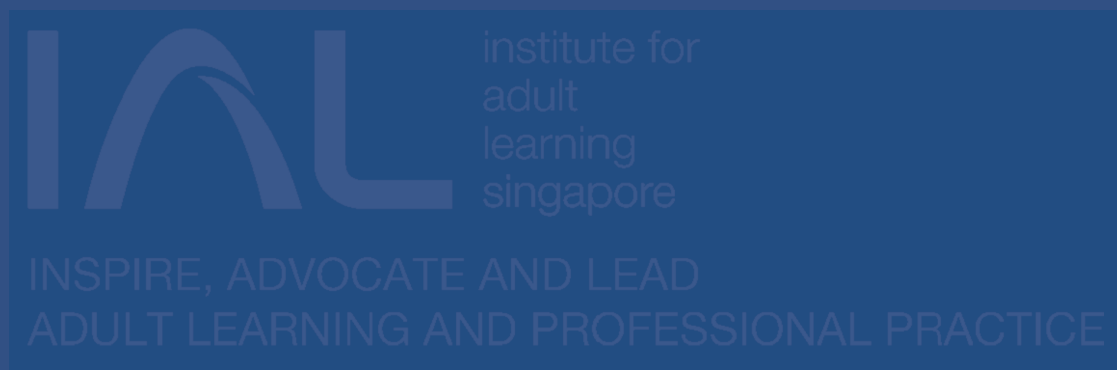 IAL
institute for
adult
learning
singapore
INSPIRE, ADVOCATE AND LEAD
ADULT LEARNING AND PROFESSIONAL PRACTICE